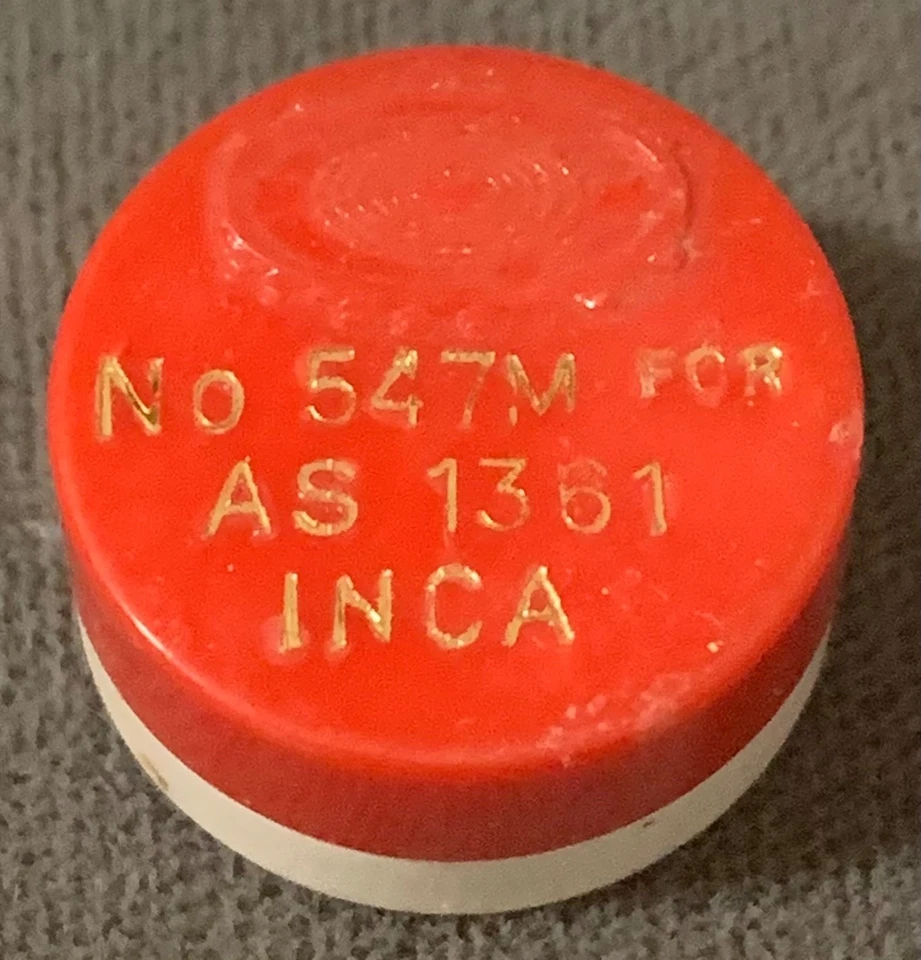 No 547M FOR
AS 1361
INCA